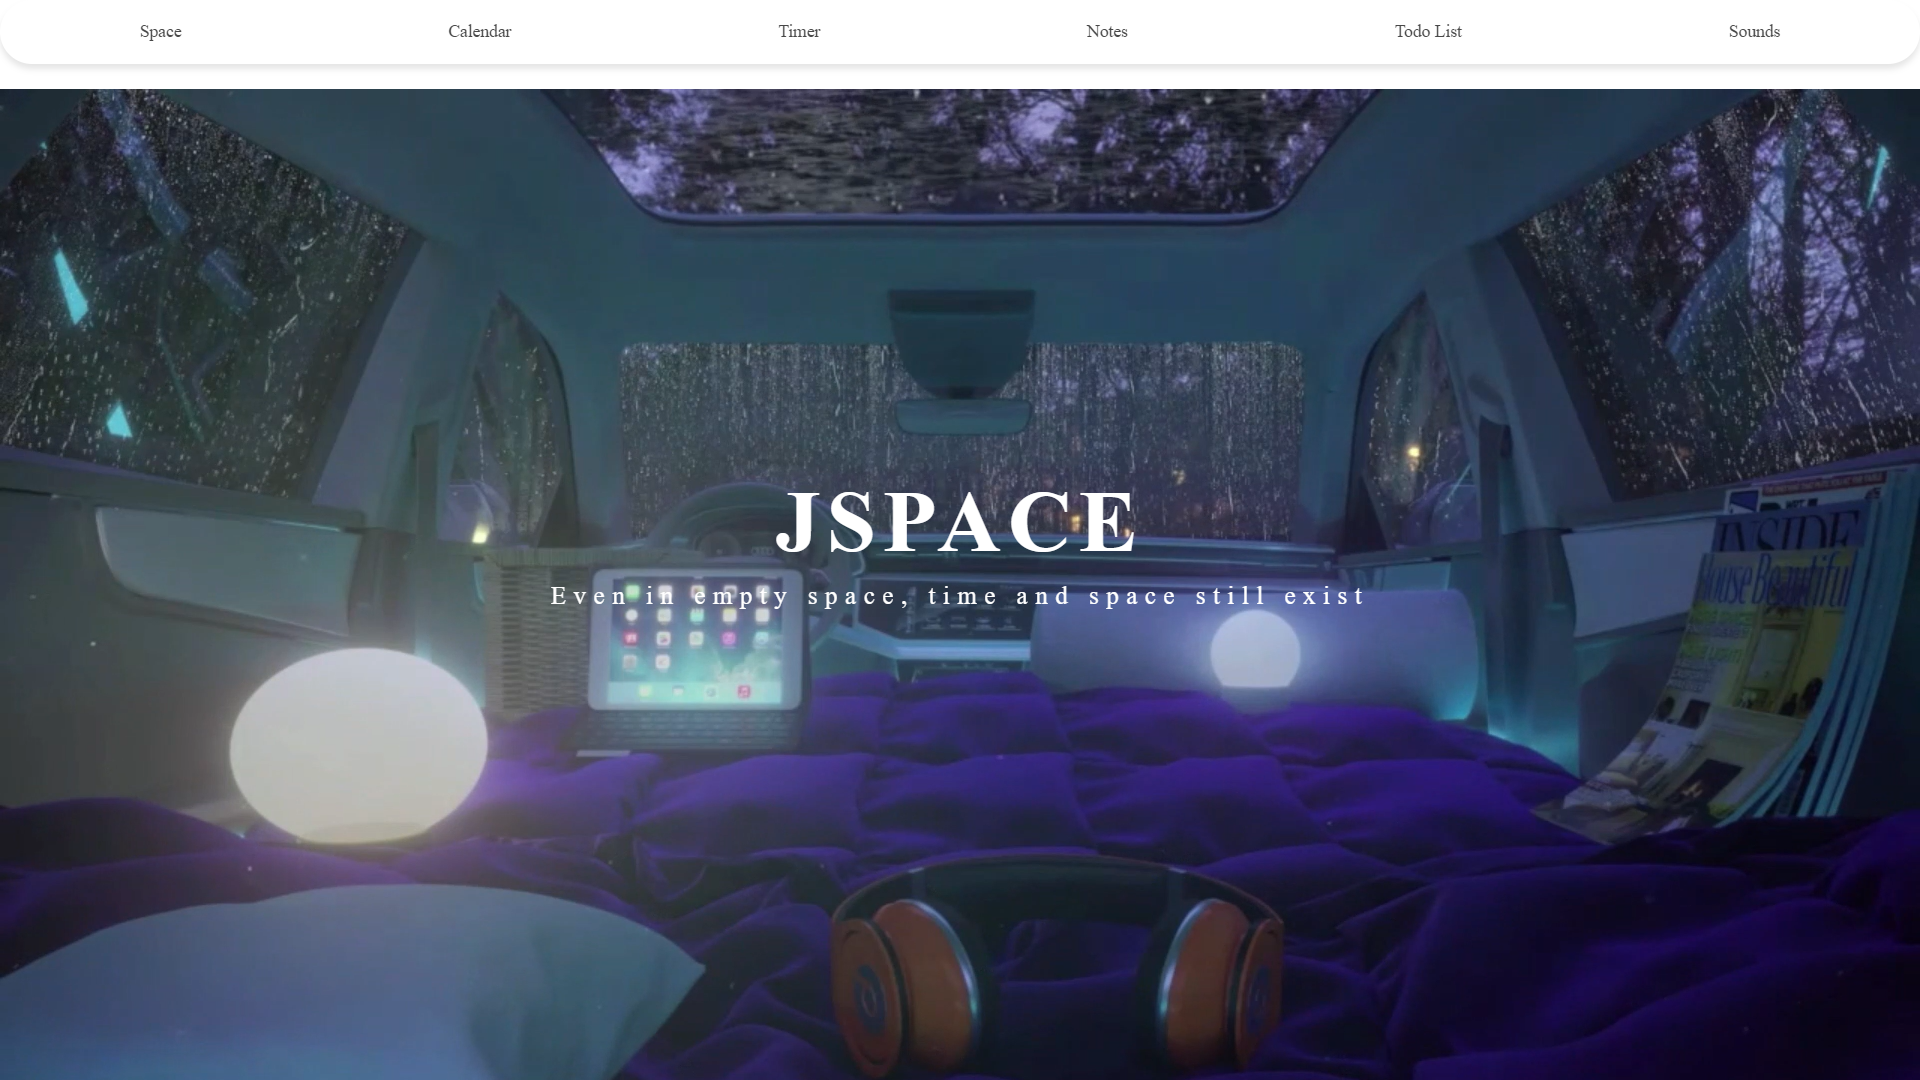 Space
Calendar
Timer
Notes
Todo List
Sounds
JSPACE
Even in empty space, time and space still exist
INSIDE
House Beautiful